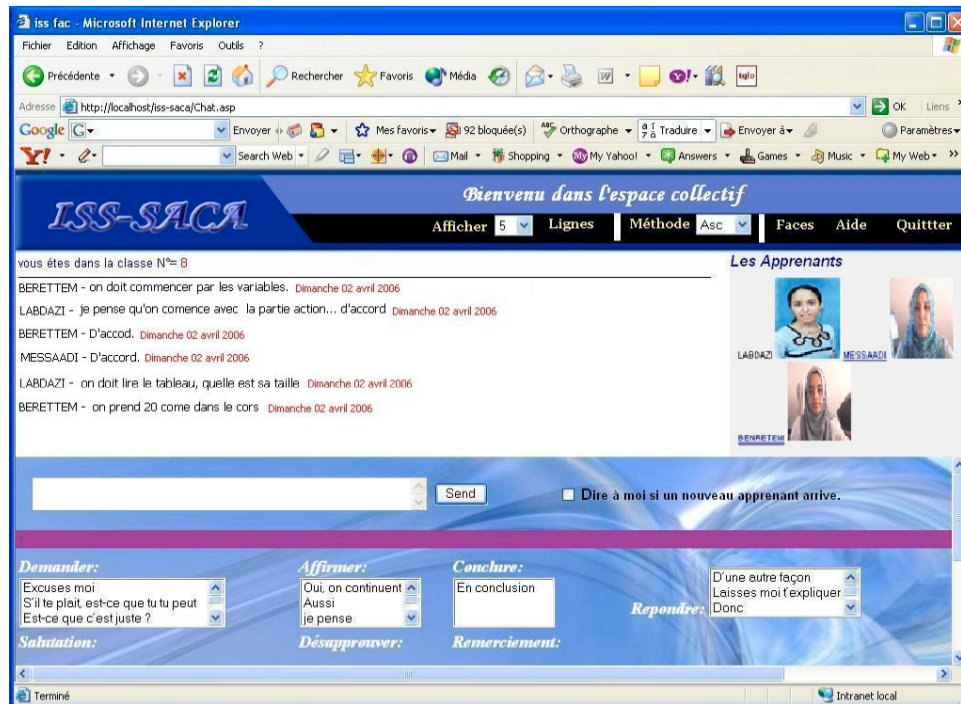 iss fac - Microsoft Internet Explorer
Fichier Edition Affichage Favoris Outils ?
Précédente Rechercher Favoris Média
Adresse http://localhost/iss-saca/Chat.asp OK Liens
Google G Envoyer Mes favoris 92 bloquée(s) Orthographe Traduire Envoyer à Paramètres
Y! Search Web Mail Shopping My Yahoo! Answers Games Music My Web »
ISS-SACA
Bienvenu dans l'espace collectif
Afficher 5 Lignes Méthode Asc Faces Aide Quittter
vous étes dans la classe N°= 8
BERETTEM - on doit commencer par les variables. Dimanche 02 avril 2006
LABDAZI - je pense qu'on comence avec la partie action... d'accord Dimanche 02 avril 2006
BERETTEM - D'accod. Dimanche 02 avril 2006
MESSAADI - D'accord. Dimanche 02 avril 2006
LABDAZI - on doit lire le tableau, quelle est sa taille Dimanche 02 avril 2006
BERETTEM - on prend 20 come dans le cors Dimanche 02 avril 2006
Les Apprenants
LABDAZI MESSAADI
BENRETEM
Send Dire à moi si un nouveau apprenant arrive.
Demander:
Excuses moi
S'il te plait, est-ce que tu tu peut
Est-ce que c'est juste ?
Affirmer:
Oui, on continuent
Aussi
je pense
Conclure:
En conclusion
Repondre:
D'une autre façon
Laisses moi t'expliquer
Donc
Salutation: Désapprouver: Remerciement:
Terminé Intranet local